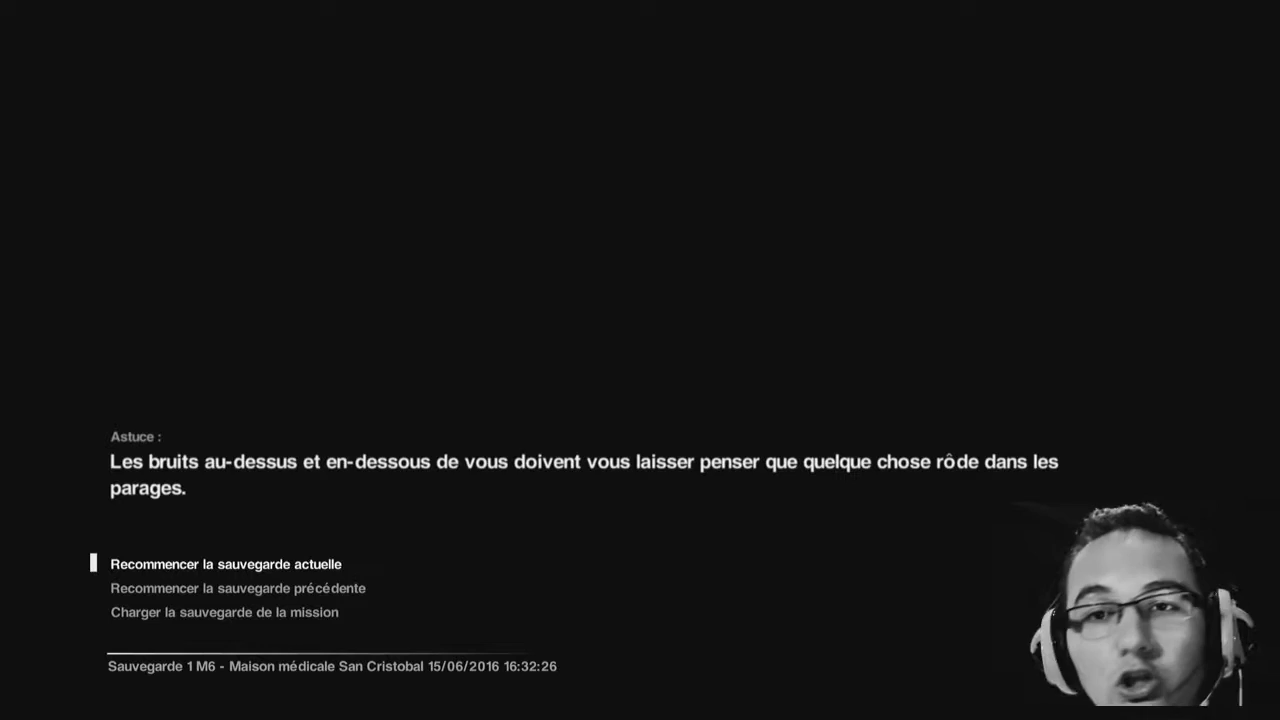 Astuce :
Les bruits au-dessus et en-dessous de vous doivent vous laisser penser que quelque chose rôde dans les
parages.
Recommencer la sauvegarde actuelle
Recommencer la sauvegarde précédente
Charger la sauvegarde de la mission
Sauvegarde 1 M6 - Maison médicale San Cristobal 15/06/2016 16:32:26